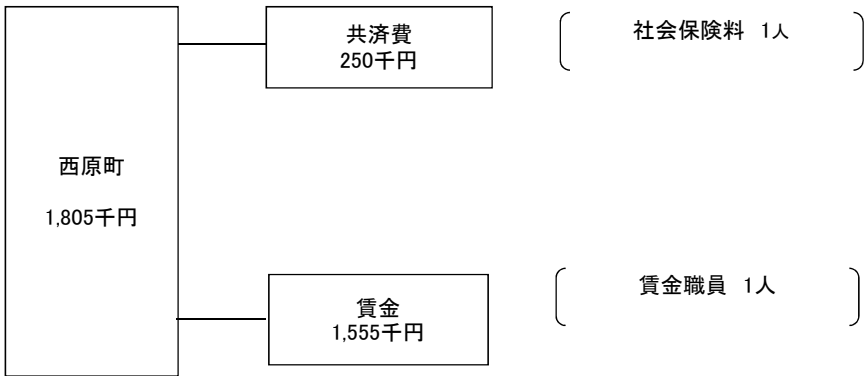 共済費
250千円
社会保険料 1人
西原町
1,805千円
賃金
1,555千円
賃金職員 1人